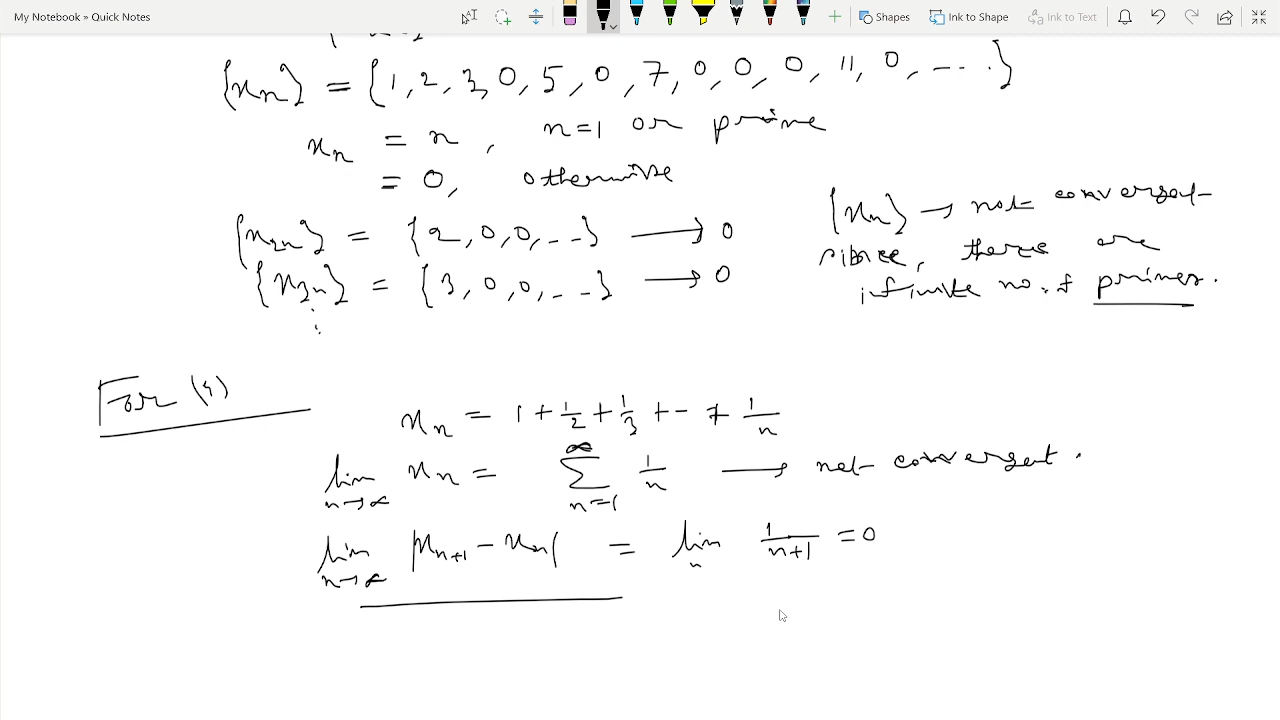 My Notebook » Quick Notes
Shapes Ink to Shape Ink to Text
{xn} = {1, 2, 3, 0, 5, 0, 7, 0, 0, 0, 11, 0, ....}
xn = n, n=1 or prime
= 0, otherwise
{x2n} = {2, 0, 0, ...} → 0
{x3n} = {3, 0, 0, ...} → 0
⋮
{xn} → not convergent
since, there are
infinite no. of primes.
For (4)
xn = 1 + 1/2 + 1/3 + -- + 1/n
lim n→∞ xn = ∞ Σ n=1 1/n → not convergent.
lim n→∞ |xn+1 - xn| = lim n 1/n+1 = 0